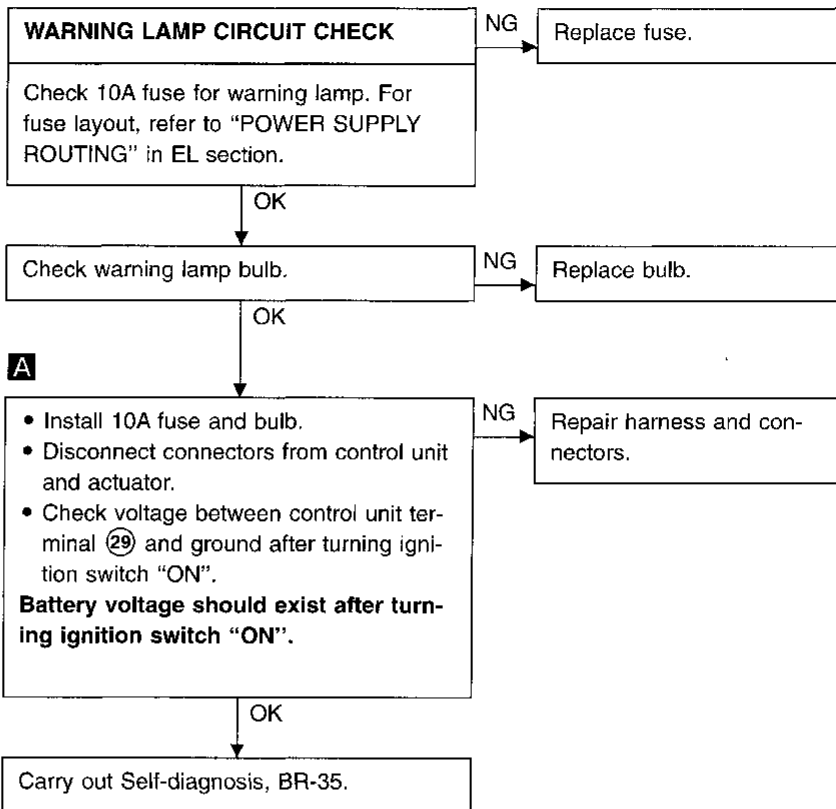 WARNING LAMP CIRCUIT CHECK
NG
Replace fuse.
Check 10A fuse for warning lamp. For
fuse layout, refer to “POWER SUPPLY
ROUTING” in EL section.
OK
Check warning lamp bulb.
NG
Replace bulb.
OK
A
• Install 10A fuse and bulb.
• Disconnect connectors from control unit
and actuator.
• Check voltage between control unit ter-
minal 29 and ground after turning igni-
tion switch “ON”.
Battery voltage should exist after turn-
ing ignition switch “ON”.
NG
Repair harness and con-
nectors.
OK
Carry out Self-diagnosis, BR-35.